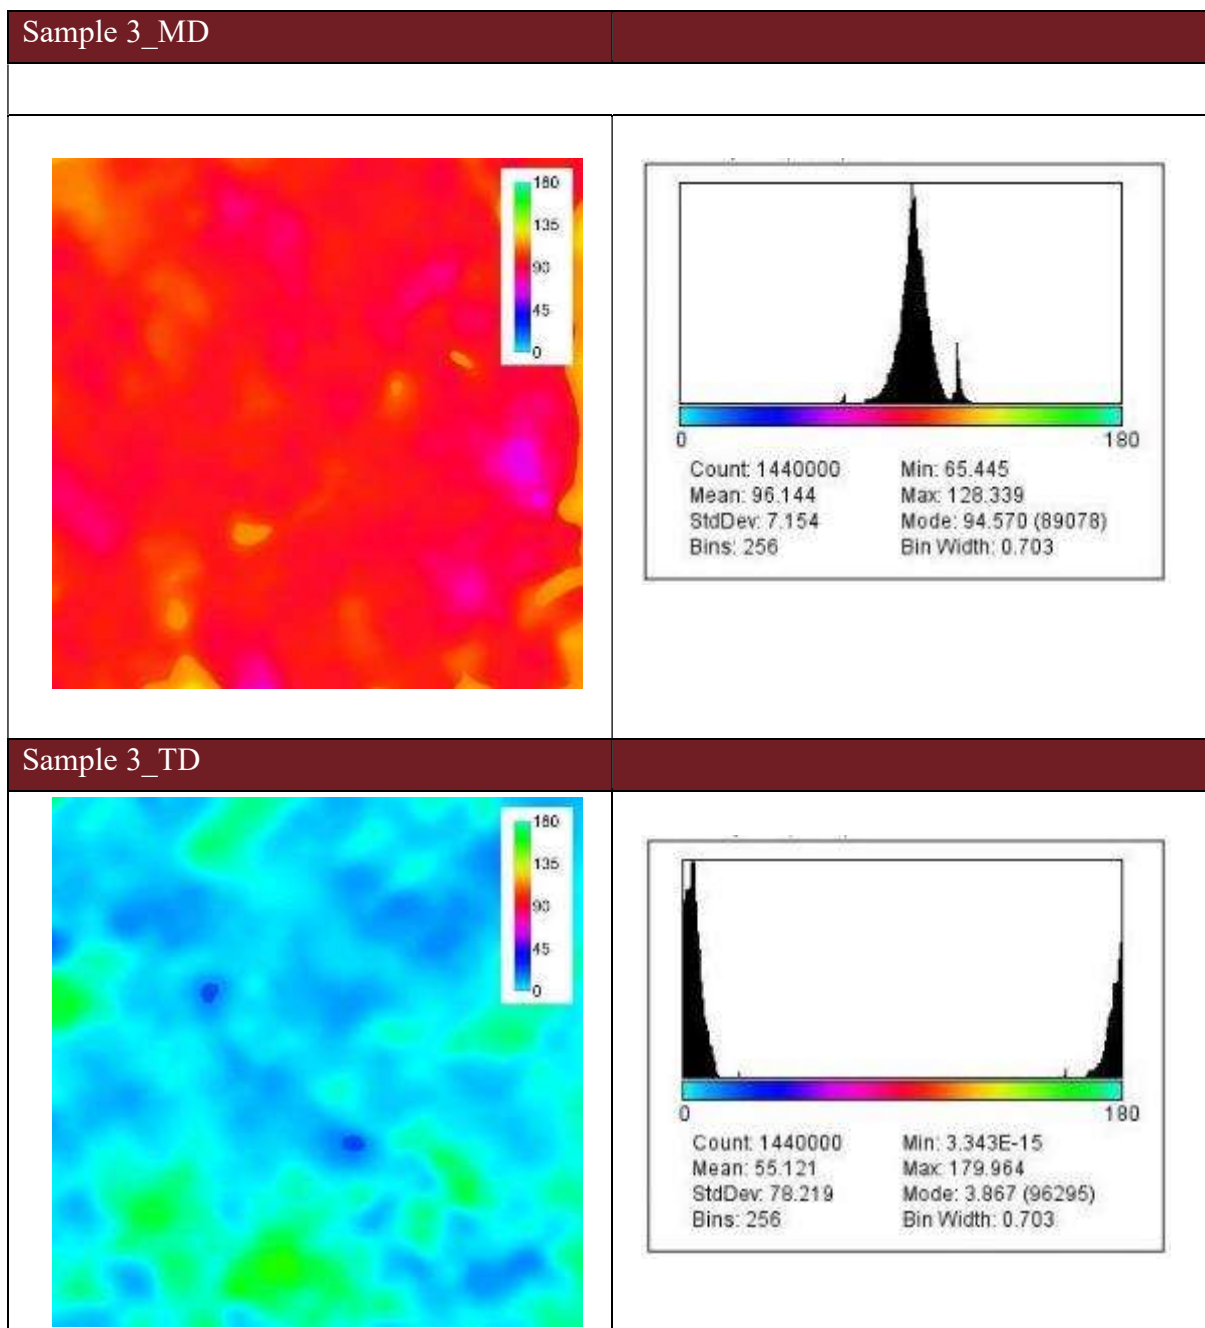 Sample 3_MD
180
135
90
45
0
0 180
Count: 1440000 Min: 65.445
Mean: 96.144 Max: 128.339
StdDev: 7.154 Mode: 94.570 (89078)
Bins: 256 Bin Width: 0.703
Sample 3_TD
180
135
90
45
0
0 180
Count: 1440000 Min: 3.343E-15
Mean: 55.121 Max: 179.964
StdDev: 78.219 Mode: 3.867 (96295)
Bins: 256 Bin Width: 0.703